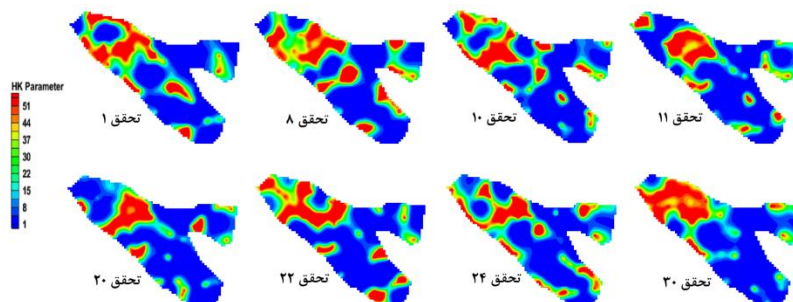 HK Parameter
51
44
37
30
22
15
8
1
تحقق ۱
تحقق ۸
تحقق ۱۰
تحقق ۱۱
تحقق ۲۰
تحقق ۲۲
تحقق ۲۴
تحقق ۳۰